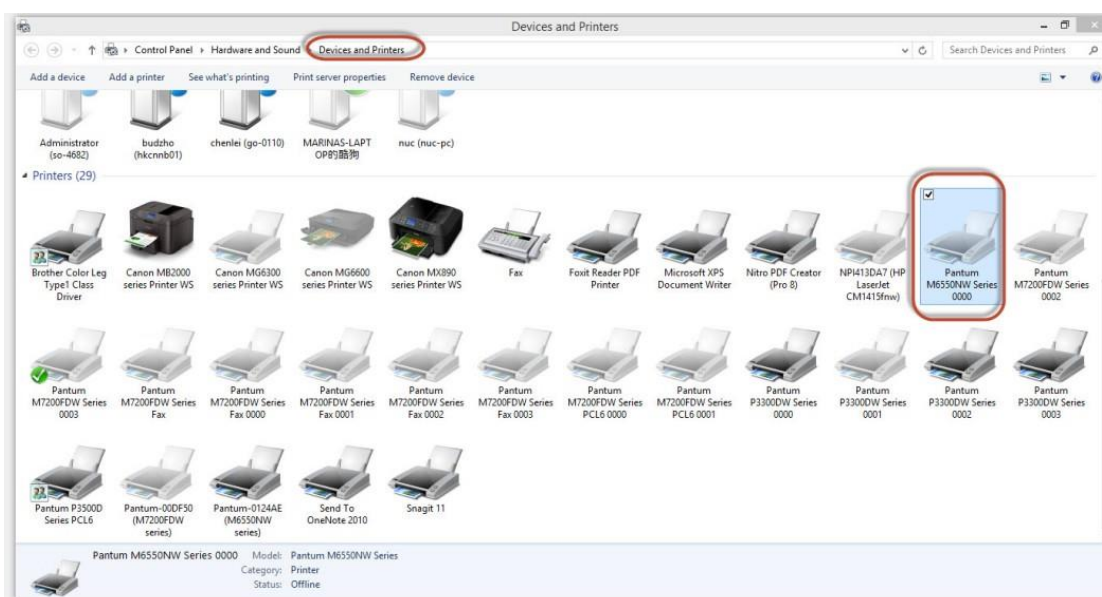 Devices and Printers
Control Panel › Hardware and Sound › Devices and Printers
Search Devices and Printers
Add a device Add a printer See what's printing Print server properties Remove device
Administrator (so-4682)
budzho (hkcnnb01)
chenlei (go-0110)
MARINAS-LAPTOP的酷狗
nuc (nuc-pc)
Printers (29)
Brother Color Leg Type1 Class Driver
Canon MB2000 series Printer WS
Canon MG6300 series Printer WS
Canon MG6600 series Printer WS
Canon MX890 series Printer WS
Fax
Foxit Reader PDF Printer
Microsoft XPS Document Writer
Nitro PDF Creator (Pro 8)
NPI413DA7 (HP LaserJet CM1415fnw)
Pantum M6550NW Series 0000
Pantum M7200FDW Series 0002
Pantum M7200FDW Series 0003
Pantum M7200FDW Series Fax
Pantum M7200FDW Series Fax 0000
Pantum M7200FDW Series Fax 0001
Pantum M7200FDW Series Fax 0002
Pantum M7200FDW Series Fax 0003
Pantum M7200FDW Series PCL6 0000
Pantum M7200FDW Series PCL6 0001
Pantum P3300DW Series 0000
Pantum P3300DW Series 0001
Pantum P3300DW Series 0002
Pantum P3300DW Series 0003
Pantum P3500D Series PCL6
Pantum-00DF50 (M7200FDW series)
Pantum-0124AE (M6550NW series)
Send To OneNote 2010
Snagit 11
Pantum M6550NW Series 0000 Model: Pantum M6550NW Series
Category: Printer
Status: Offline